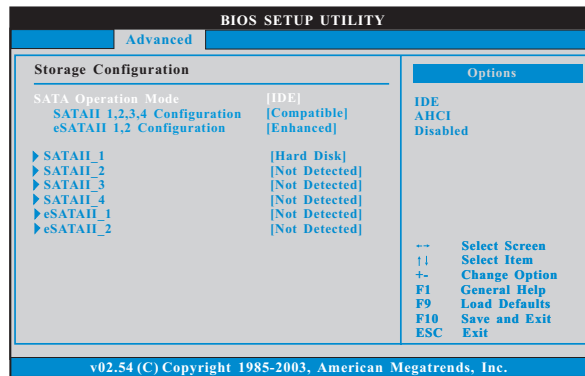 BIOS SETUP UTILITY
Advanced
Storage Configuration
SATA Operation Mode [IDE]
SATAII 1,2,3,4 Configuration [Compatible]
eSATAII 1,2 Configuration [Enhanced]
SATAII_1 [Hard Disk]
SATAII_2 [Not Detected]
SATAII_3 [Not Detected]
SATAII_4 [Not Detected]
eSATAII_1 [Not Detected]
eSATAII_2 [Not Detected]
Options
IDE
AHCI
Disabled
←→ Select Screen
↑↓ Select Item
+- Change Option
F1 General Help
F9 Load Defaults
F10 Save and Exit
ESC Exit
v02.54 (C) Copyright 1985-2003, American Megatrends, Inc.